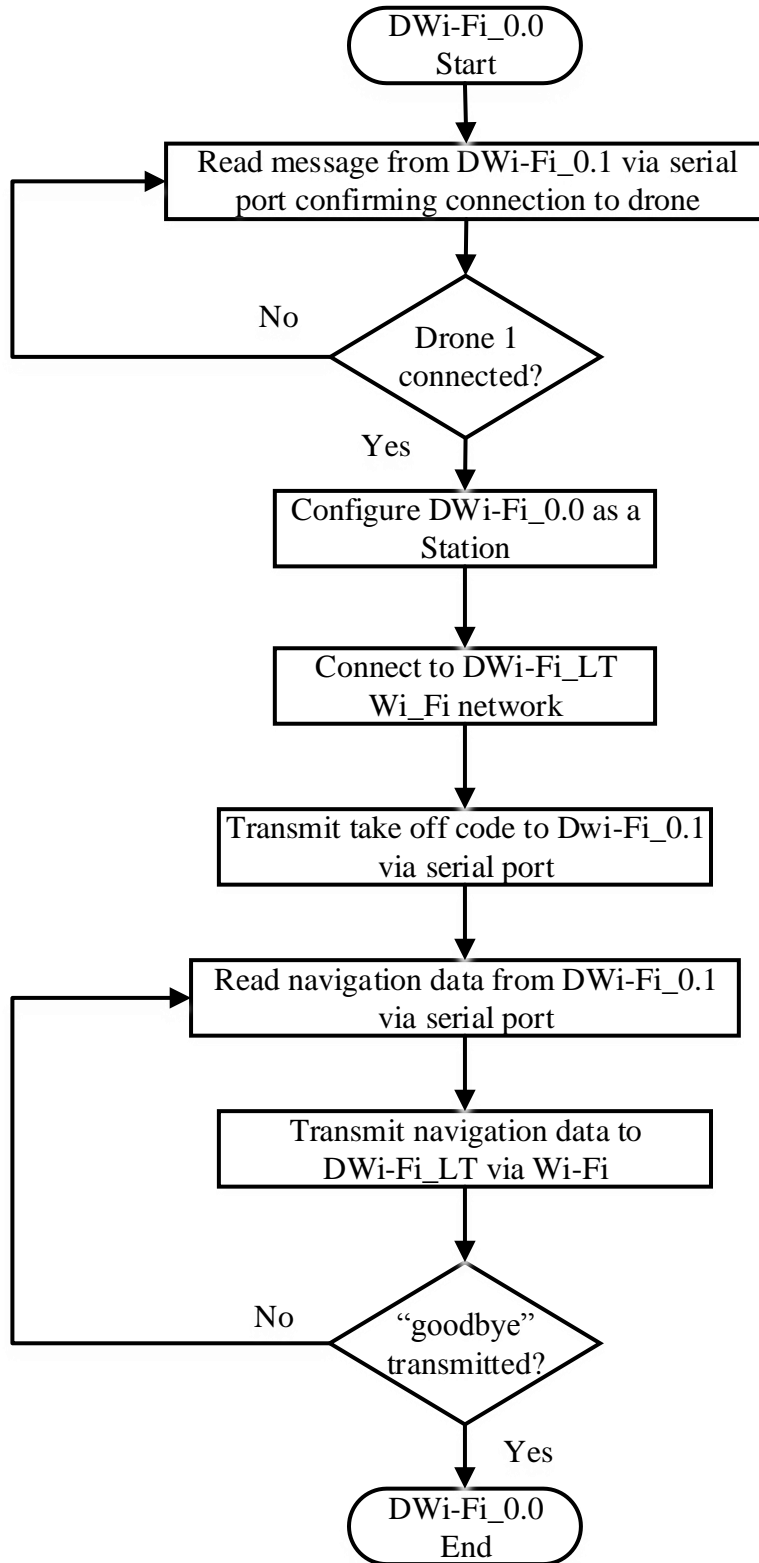 DWi-Fi_0.0
Start
Read message from DWi-Fi_0.1 via serial
port confirming connection to drone
No
Drone 1
connected?
Yes
Configure DWi-Fi_0.0 as a
Station
Connect to DWi-Fi_LT
Wi_Fi network
Transmit take off code to Dwi-Fi_0.1
via serial port
Read navigation data from DWi-Fi_0.1
via serial port
Transmit navigation data to
DWi-Fi_LT via Wi-Fi
No
“goodbye”
transmitted?
Yes
DWi-Fi_0.0
End